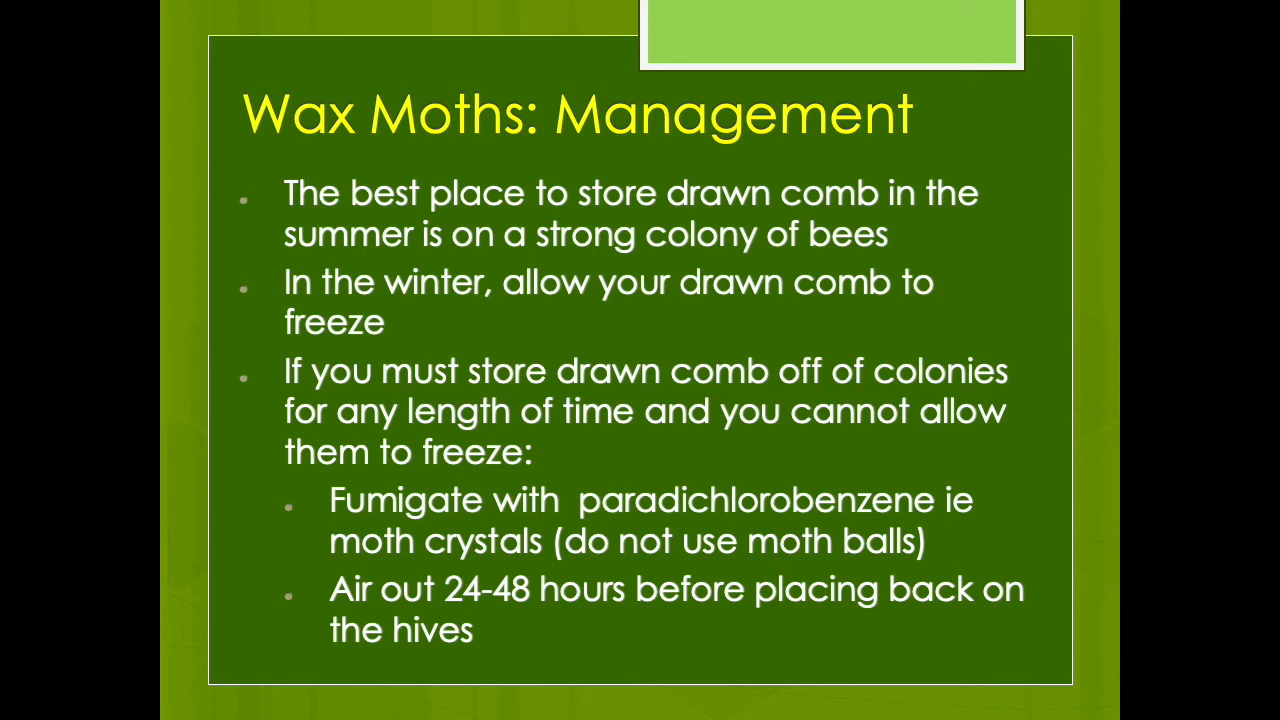 Wax Moths: Management
The best place to store drawn comb in the
summer is on a strong colony of bees
In the winter, allow your drawn comb to
freeze
If you must store drawn comb off of colonies
for any length of time and you cannot allow
them to freeze:
Fumigate with  paradichlorobenzene ie
moth crystals (do not use moth balls)
Air out 24-48 hours before placing back on
the hives